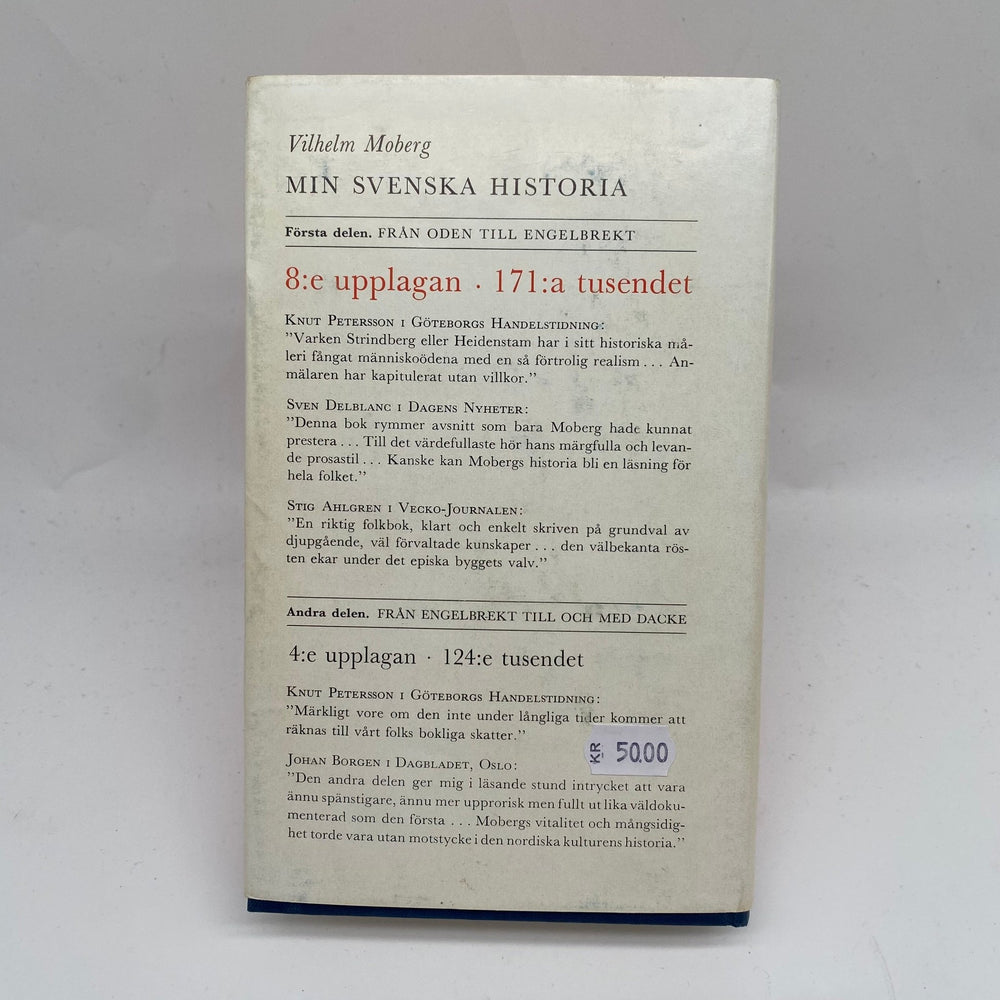 Vilhelm Moberg
MIN SVENSKA HISTORIA
Första delen. FRÅN ODEN TILL ENGELBREKT
8:e upplagan · 171:a tusendet
KNUT PETERSSON I GÖTEBORGS HANDELSTIDNING:
”Varken Strindberg eller Heidenstam har i sitt historiska må-
leri fångat människoödena med en så förtrolig realism... An-
mälaren har kapitulerat utan villkor.”
SVEN DELBLANC I DAGENS NYHETER:
”Denna bok rymmer avsnitt som bara Moberg hade kunnat
prestera... Till det värdefullaste hör hans märgfulla och levan-
de prosastil... Kanske kan Mobergs historia bli en läsning för
hela folket.”
STIG AHLGREN I VECKO-JOURNALEN:
”En riktig folkbok, klart och enkelt skriven på grundval av
djupgående, väl förvaltade kunskaper... den välbekanta rös-
ten ekar under det episka byggets valv.”
Andra delen. FRÅN ENGELBREKT TILL OCH MED DACKE
4:e upplagan · 124:e tusendet
KNUT PETERSSON I GÖTEBORGS HANDELSTIDNING:
”Märkligt vore om den inte under långliga tider kommer att
räknas till vårt folks bokliga skatter.”
KR 50.00
JOHAN BORGEN I DAGBLADET, OSLO:
”Den andra delen ger mig i läsande stund intrycket att vara
ännu spänstigare, ännu mer upprorisk men fullt ut lika väldoku-
menterad som den första ... Mobergs vitalitet och mångsidig-
het torde vara utan motstycke i den nordiska kulturens historia.”